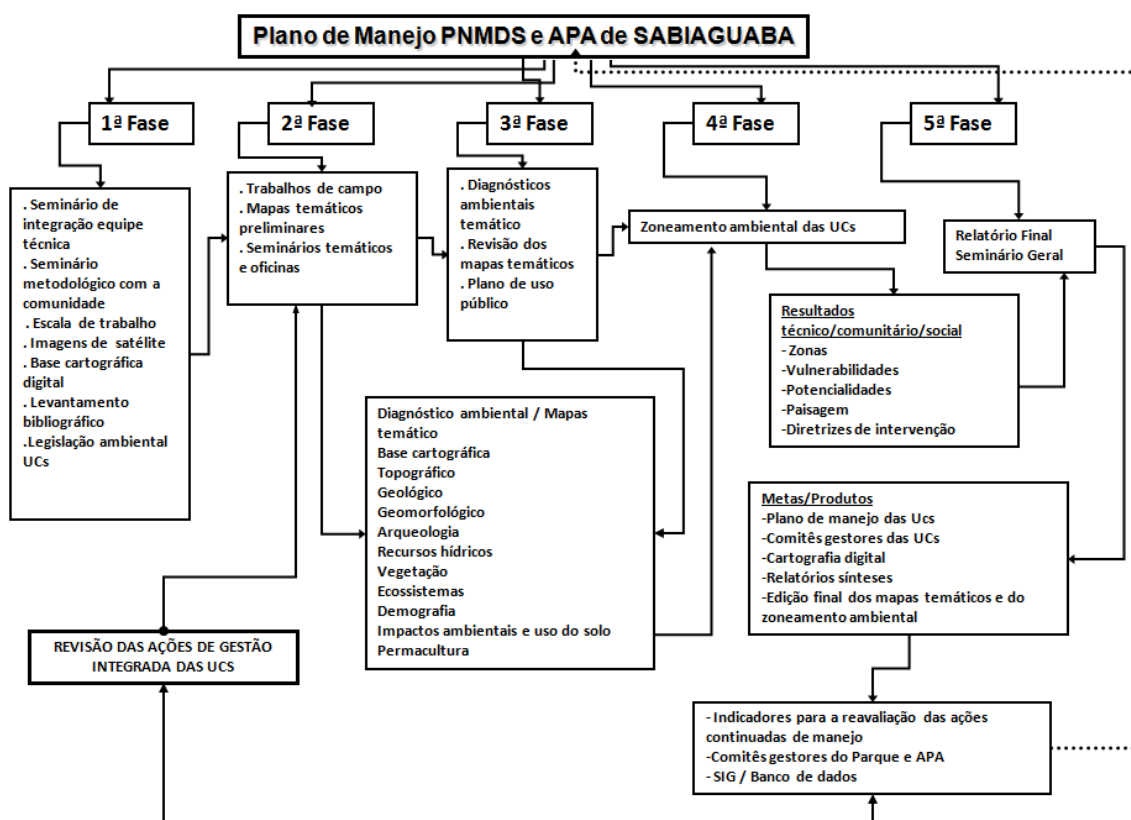 Plano de Manejo PNMDS e APA de SABIAGUABA
1ª Fase
2ª Fase
3ª Fase
4ª Fase
5ª Fase
. Seminário de
integração equipe
técnica
. Seminário
metodológico com a
comunidade
. Escala de trabalho
. Imagens de satélite
. Base cartográfica
digital
. Levantamento
bibliográfico
.Legislação ambiental
UCs
. Trabalhos de campo
. Mapas temáticos
preliminares
. Seminários temáticos
e oficinas
. Diagnósticos
ambientais
temático
. Revisão dos
mapas temáticos
. Plano de uso
público
Zoneamento ambiental das UCs
Relatório Final
Seminário Geral
Resultados
técnico/comunitário/social
- Zonas
-Vulnerabilidades
-Potencialidades
-Paisagem
-Diretrizes de intervenção
Diagnóstico ambiental / Mapas
temático
Base cartográfica
Topográfico
Geológico
Geomorfológico
Arqueologia
Recursos hídricos
Vegetação
Ecossistemas
Demografia
Impactos ambientais e uso do solo
Permacultura
Metas/Produtos
-Plano de manejo das Ucs
-Comitês gestores das UCs
-Cartografia digital
-Relatórios sínteses
-Edição final dos mapas temáticos e do
zoneamento ambiental
REVISÃO DAS AÇÕES DE GESTÃO
INTEGRADA DAS UCS
- Indicadores para a reavaliação das ações
continuadas de manejo
-Comitês gestores do Parque e APA
- SIG / Banco de dados